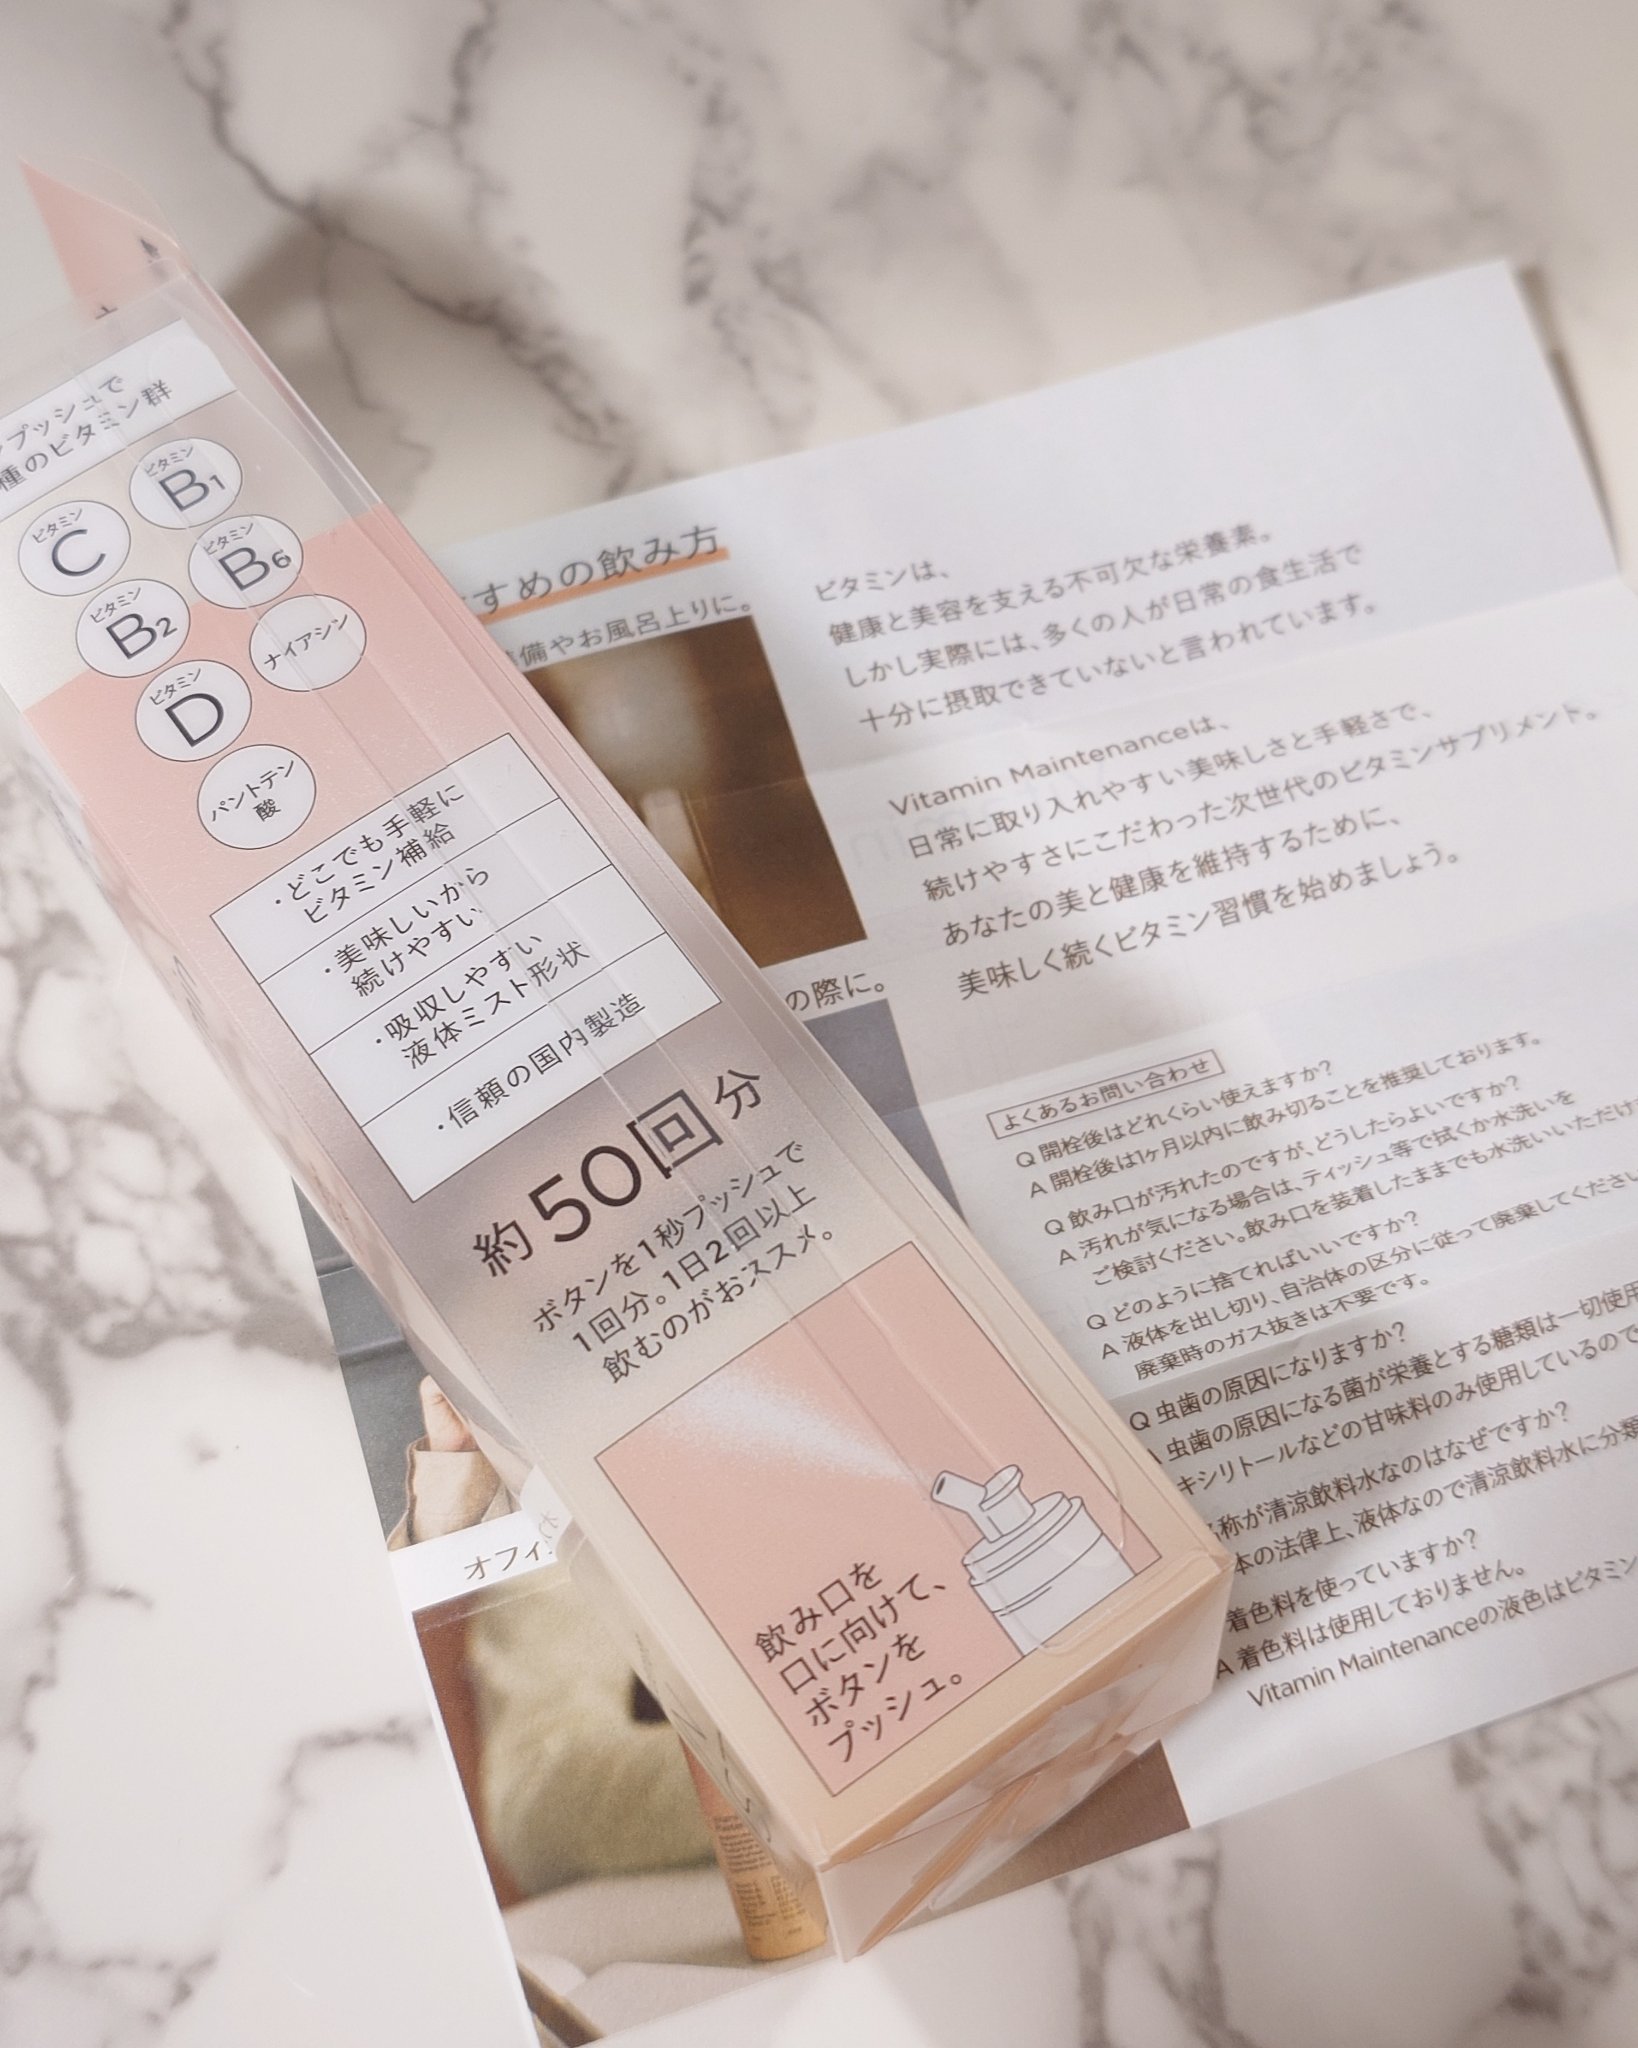 プッシュで
種のビタミン群
ビタミン
C
ビタミン
B1
ビタミン
B2
ビタミン
B6
ビタミン
D
ナイアシン
パントテン
酸
・どこでも手軽に
ビタミン補給
・美味しいから
続けやすい
・吸収しやすい
液体ミスト形状
・信頼の国内製造
約50回分
ボタンを1秒プッシュで
1回分。1日2回以上
飲むのがおススメ。
飲み口を
口に向けて、
ボタンを
プッシュ。
すめの飲み方
備やお風呂上りに。
の際に。
オフィ
ビタミンは、
健康と美容を支える不可欠な栄養素。
しかし実際には、多くの人が日常の食生活で
十分に摂取できていないと言われています。
Vitamin Maintenanceは、
日常に取り入れやすい美味しさと手軽さで、
続けやすさにこだわった次世代のビタミンサプリメント。
あなたの美と健康を維持するために、
美味しく続くビタミン習慣を始めましょう。
よくあるお問い合わせ
Q 開栓後はどれくらい使えますか?
A 開栓後は1ヶ月以内に飲み切ることを推奨しております。
Q 飲み口が汚れたのですが、どうしたらよいですか?
A 汚れが気になる場合は、ティッシュ等で拭くか水洗いを
ご検討ください。飲み口を装着したままでも水洗いいただけ
Q どのように捨てればいいですか?
A 液体を出し切り、自治体の区分に従って廃棄してください
廃棄時のガス抜きは不要です。
Q 虫歯の原因になりますか?
虫歯の原因になる菌が栄養とする糖類は一切使用
キシリトールなどの甘味料のみ使用しているので
称が清涼飲料水なのはなぜですか?
本の法律上、液体なので清涼飲料水に分類
着色料を使っていますか?
A 着色料は使用しておりません。
Vitamin Maintenanceの液色はビタミン